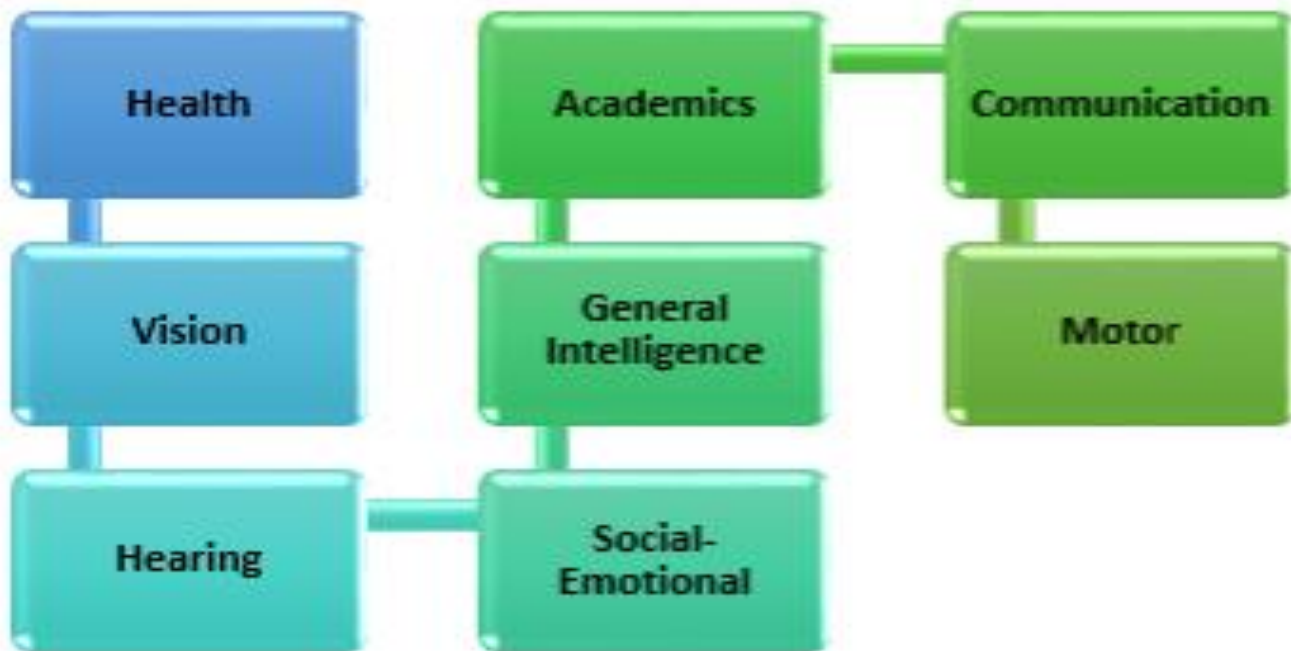 Health
Vision
Hearing
Social-
Emotional
General
Intelligence
Academics
Communication
Motor